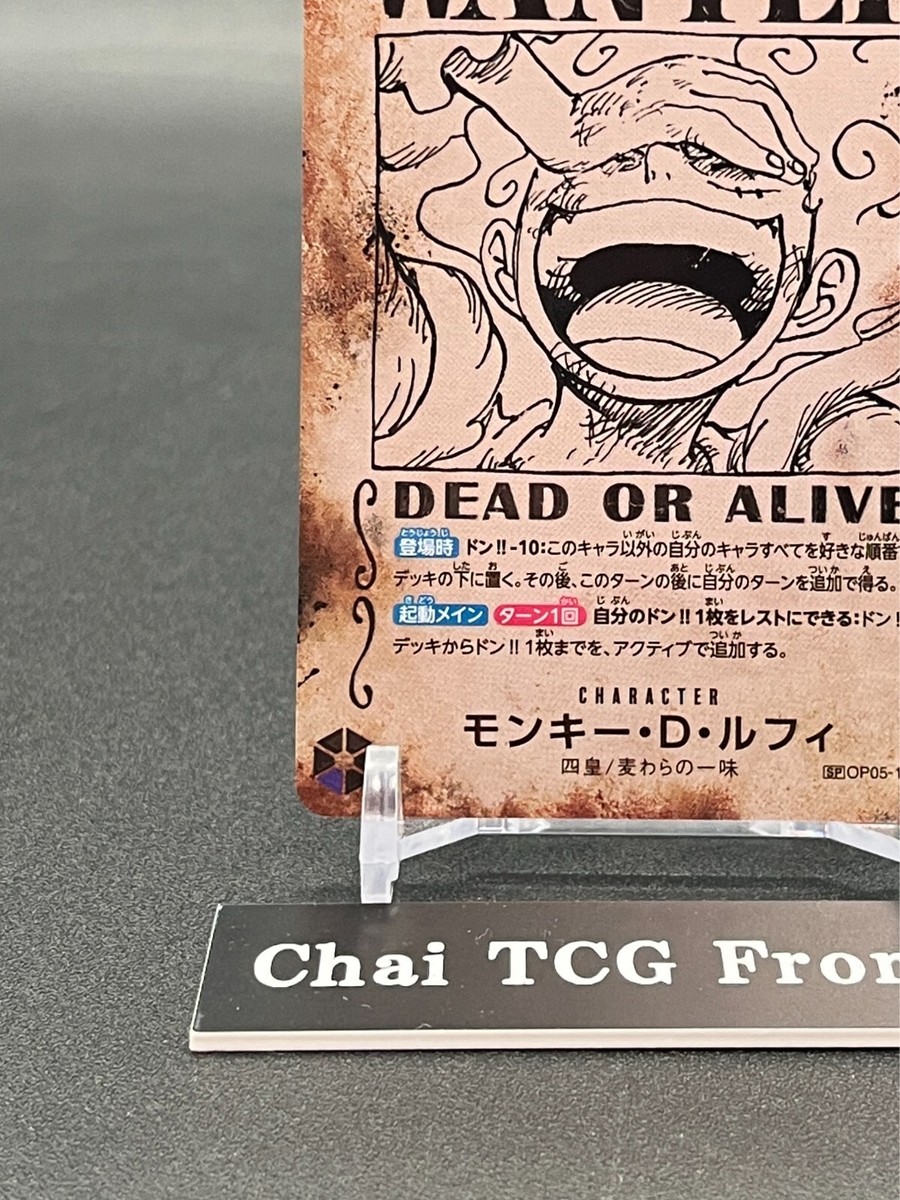 WANTED
DEAD OR ALIVE
登場時 ドン!!-10:このキャラ以外の自分のキャラすべてを好きな順番
デッキの下に置く。その後、このターンの後に自分のターンを追加で得る。
起動メイン ターン1回 自分のドン!!1枚をレストにできる:ドン!
デッキからドン!!1枚までを、アクティブで追加する。
CHARACTER
モンキー・D・ルフィ
四皇/麦わらの一味
SP OP05-1
Chai TCG Fron